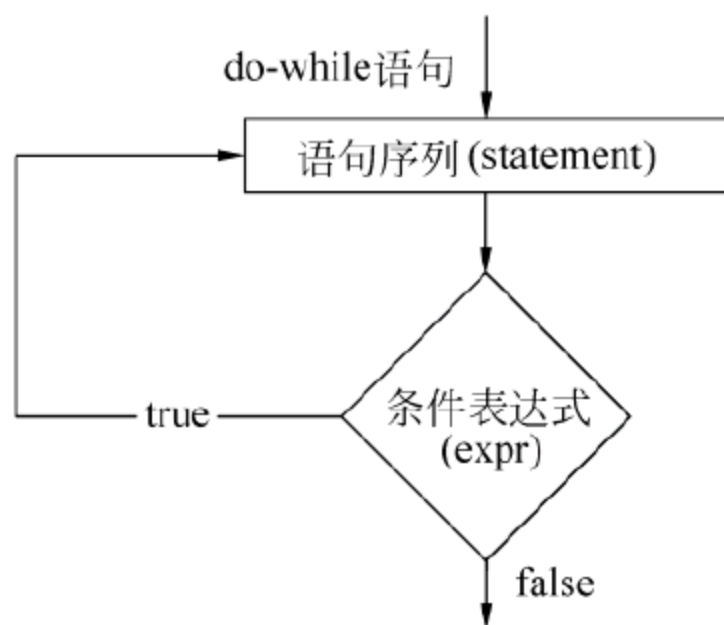 do-while语句
语句序列(statement)
条件表达式
(expr)
true
false